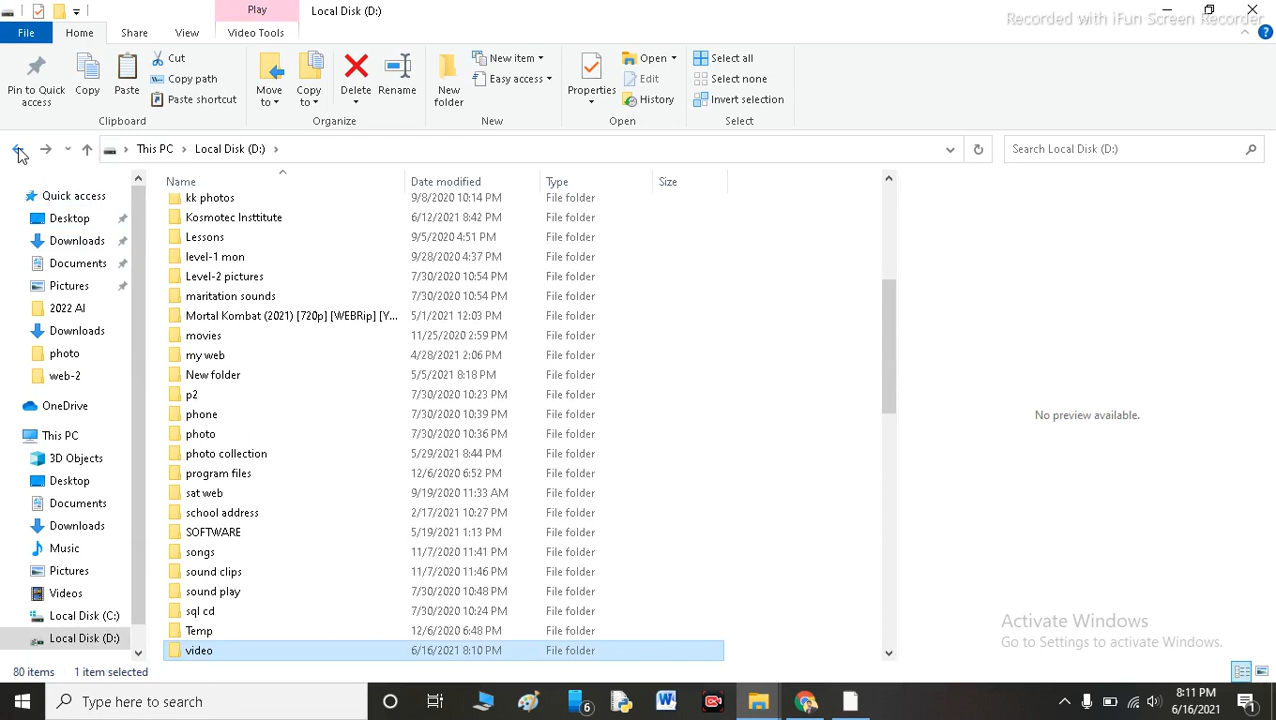 Play
Local Disk (D:)
Recorded with iFun Screen Recorder
File
Home
Share
View
Video Tools
Pin to Quick access
Copy
Paste
Cut
Copy path
Paste shortcut
Clipboard
Move to
Copy to
Delete
Rename
Organize
New folder
New item
Easy access
New
Properties
Open
Edit
History
Open
Select all
Select none
Invert selection
Select
This PC > Local Disk (D:) >
Search Local Disk (D:)
Name Date modified Type Size
Quick access
Desktop
Downloads
Documents
Pictures
2022 AI
Downloads
photo
web-2
OneDrive
This PC
3D Objects
Desktop
Documents
Downloads
Music
Pictures
Videos
Local Disk (C:)
Local Disk (D:)
kk photos 9/8/2020 10:14 PM File folder
Kosmotec Insttitute 6/12/2021 8:42 PM File folder
Lessons 9/5/2020 4:51 PM File folder
level-1 mon 9/28/2020 4:37 PM File folder
Level-2 pictures 7/30/2020 10:54 PM File folder
maritation sounds 7/30/2020 10:54 PM File folder
Mortal Kombat (2021) [720p] [WEBRip] [Y... 5/1/2021 12:03 PM File folder
movies 11/25/2020 2:59 PM File folder
my web 4/28/2021 2:06 PM File folder
New folder 5/5/2021 8:18 PM File folder
p2 7/30/2020 10:23 PM File folder
phone 7/30/2020 10:39 PM File folder
photo 7/30/2020 10:36 PM File folder
photo collection 5/29/2021 8:44 PM File folder
program files 12/6/2020 6:52 PM File folder
sat web 9/19/2020 11:33 AM File folder
school address 2/17/2021 10:27 PM File folder
SOFTWARE 5/19/2021 1:13 PM File folder
songs 11/7/2020 11:41 PM File folder
sound clips 11/7/2020 11:46 PM File folder
sound play 7/30/2020 10:48 PM File folder
sql cd 7/30/2020 10:24 PM File folder
Temp 12/6/2020 6:48 PM File folder
video 6/16/2021 8:10 PM File folder
No preview available.
Activate Windows
Go to Settings to activate Windows.
80 items 1 item selected
Type here to search
6
8:11 PM
6/16/2021
1